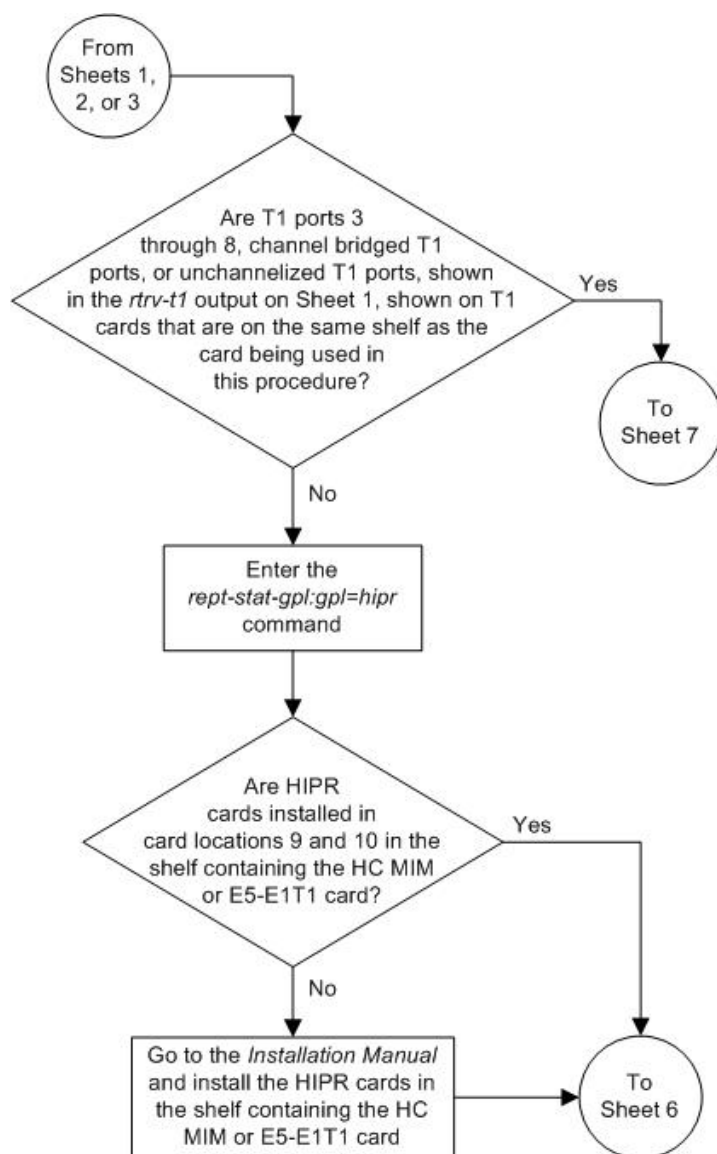 From
Sheets 1,
2, or 3
Are T1 ports 3
through 8, channel bridged T1
ports, or unchannelized T1 ports, shown
in the rtrv-t1 output on Sheet 1, shown on T1
cards that are on the same shelf as the
card being used in
this procedure?
Yes
To
Sheet 7
No
Enter the
rept-stat-gpl:gpl=hipr
command
Are HIPR
cards installed in
card locations 9 and 10 in the
shelf containing the HC MIM
or E5-E1T1 card?
Yes
No
Go to the Installation Manual
and install the HIPR cards in
the shelf containing the HC
MIM or E5-E1T1 card
To
Sheet 6